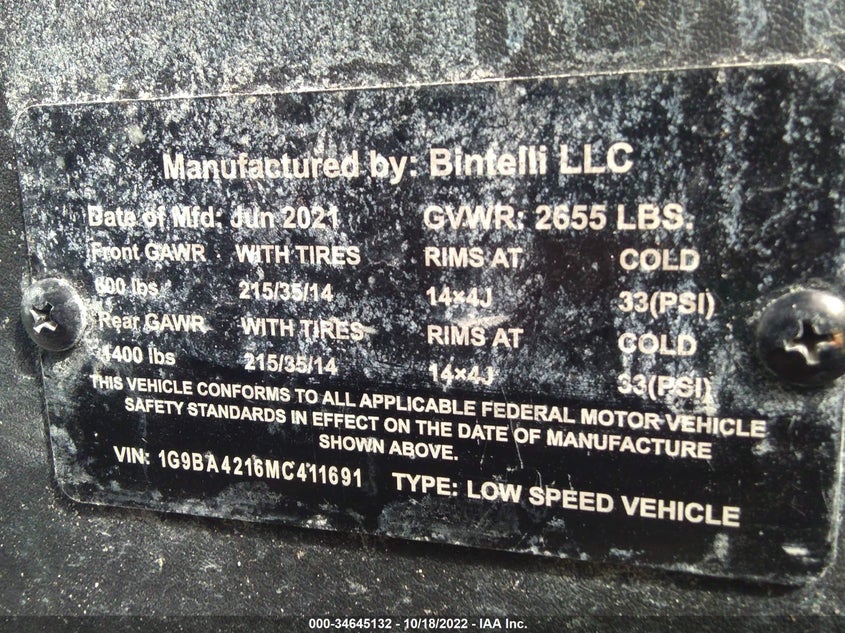 Manufactured by: Bintelli LLC
Date of Mfd: Jun 2021 GVWR: 2655 LBS.
Front GAWR WITH TIRES RIMS AT COLD
600 lbs 215/35/14 14×4J 33(PSI)
Rear GAWR WITH TIRES RIMS AT COLD
1400 lbs 215/35/14 14×4J 33(PSI)
THIS VEHICLE CONFORMS TO ALL APPLICABLE FEDERAL MOTOR VEHICLE
SAFETY STANDARDS IN EFFECT ON THE DATE OF MANUFACTURE
SHOWN ABOVE.
VIN: 1G9BA4216MC411691 TYPE: LOW SPEED VEHICLE
000-34645132 - 10/18/2022 - IAA Inc.